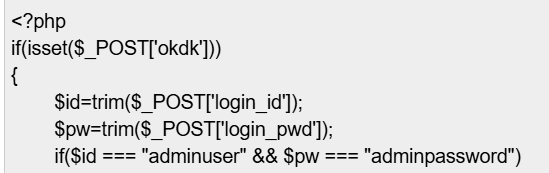 <?php
if(isset($_POST['okdk']))
{
$id=trim($_POST['login_id']);
$pw=trim($_POST['login_pwd']);
if($id === "adminuser" && $pw === "adminpassword")